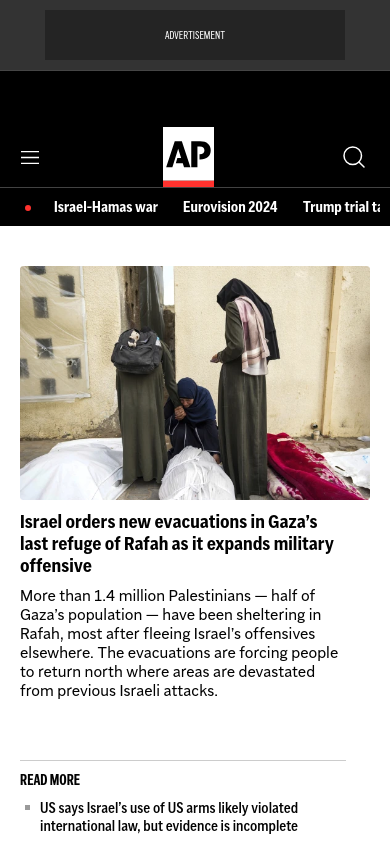 ADVERTISEMENT
AP
Israel-Hamas war
Eurovision 2024
Trump trial ta
Israel orders new evacuations in Gaza’s
last refuge of Rafah as it expands military
offensive
More than 1.4 million Palestinians — half of
Gaza’s population — have been sheltering in
Rafah, most after fleeing Israel’s offensives
elsewhere. The evacuations are forcing people
to return north where areas are devastated
from previous Israeli attacks.
READ MORE
US says Israel’s use of US arms likely violated
international law, but evidence is incomplete